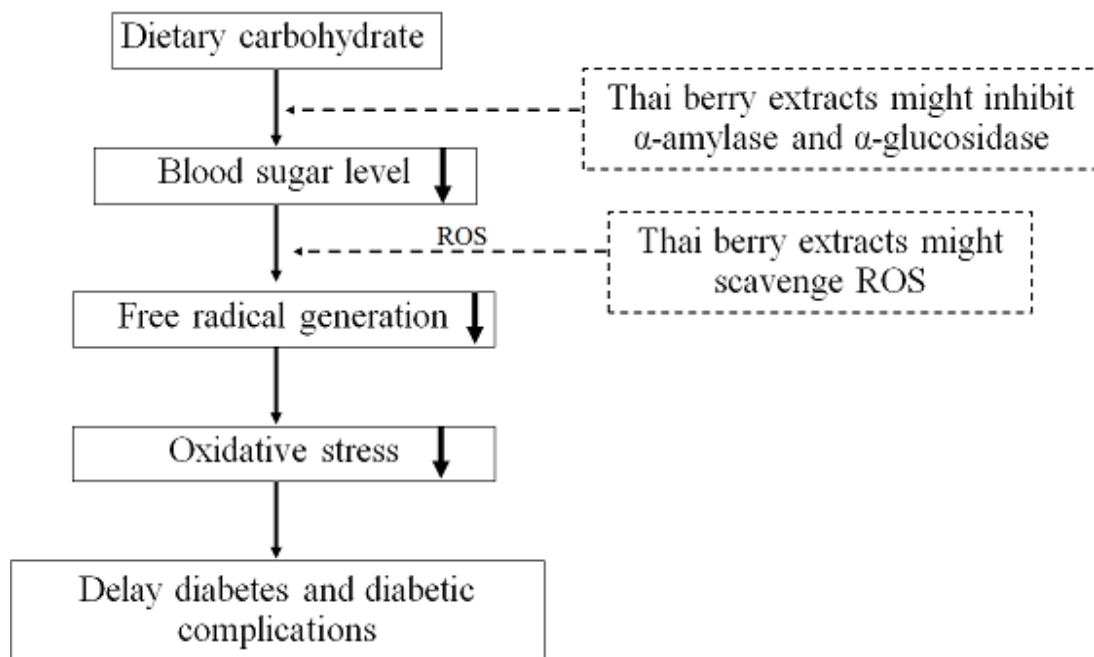 Dietary carbohydrate
Thai berry extracts might inhibit
α-amylase and α-glucosidase
Blood sugar level
ROS
Thai berry extracts might
scavenge ROS
Free radical generation
Oxidative stress
Delay diabetes and diabetic
complications